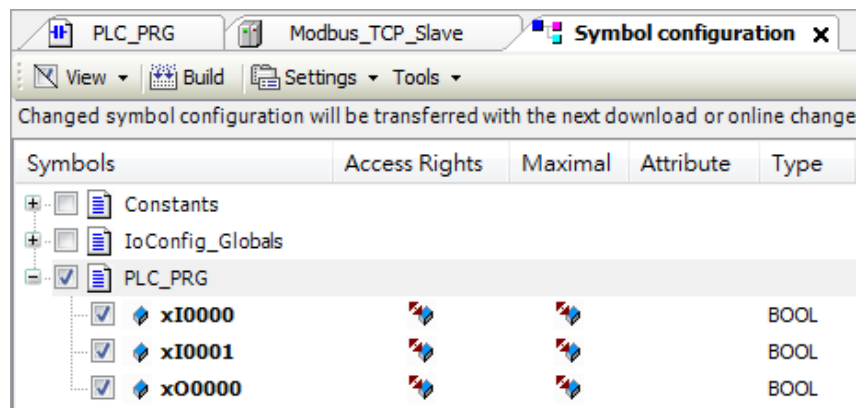 PLC_PRG Modbus_TCP_Slave Symbol configuration x
View Build Settings Tools
Changed symbol configuration will be transferred with the next download or online change
Symbols Access Rights Maximal Attribute Type
Constants
IoConfig_Globals
PLC_PRG
xI0000 BOOL
xI0001 BOOL
xO0000 BOOL